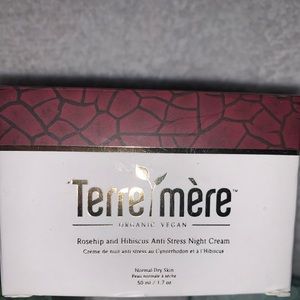 Terre mère™
ORGANIC VEGAN
Rosehip and Hibiscus Anti Stress Night Cream
Crème de nuit anti stress au Cynorrhodon et à l'Hibiscus
Normal-Dry Skin
Peau normale à sèche
50 ml / 1.7 oz